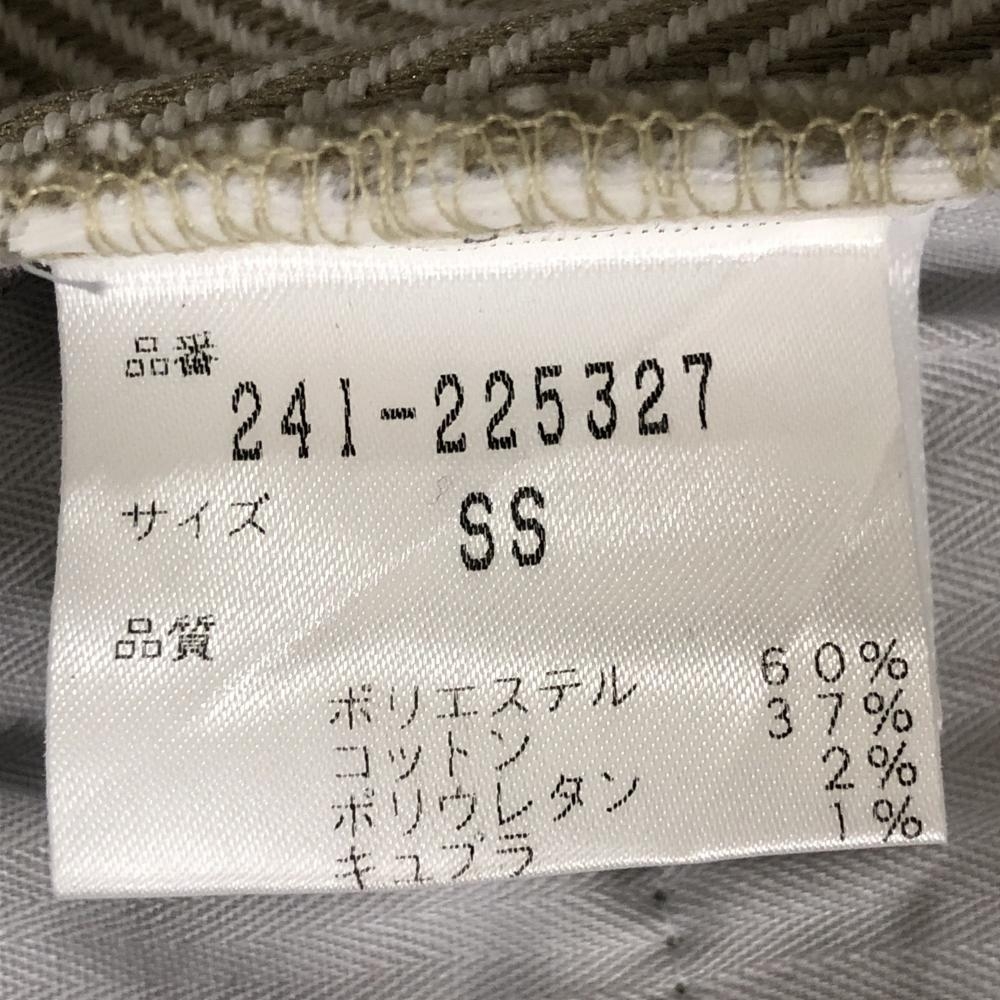 品番
241-225327
サイズ SS
品質
ポリエステル 60%
コットン 37%
ポリウレタン 2%
キュプラ 1%